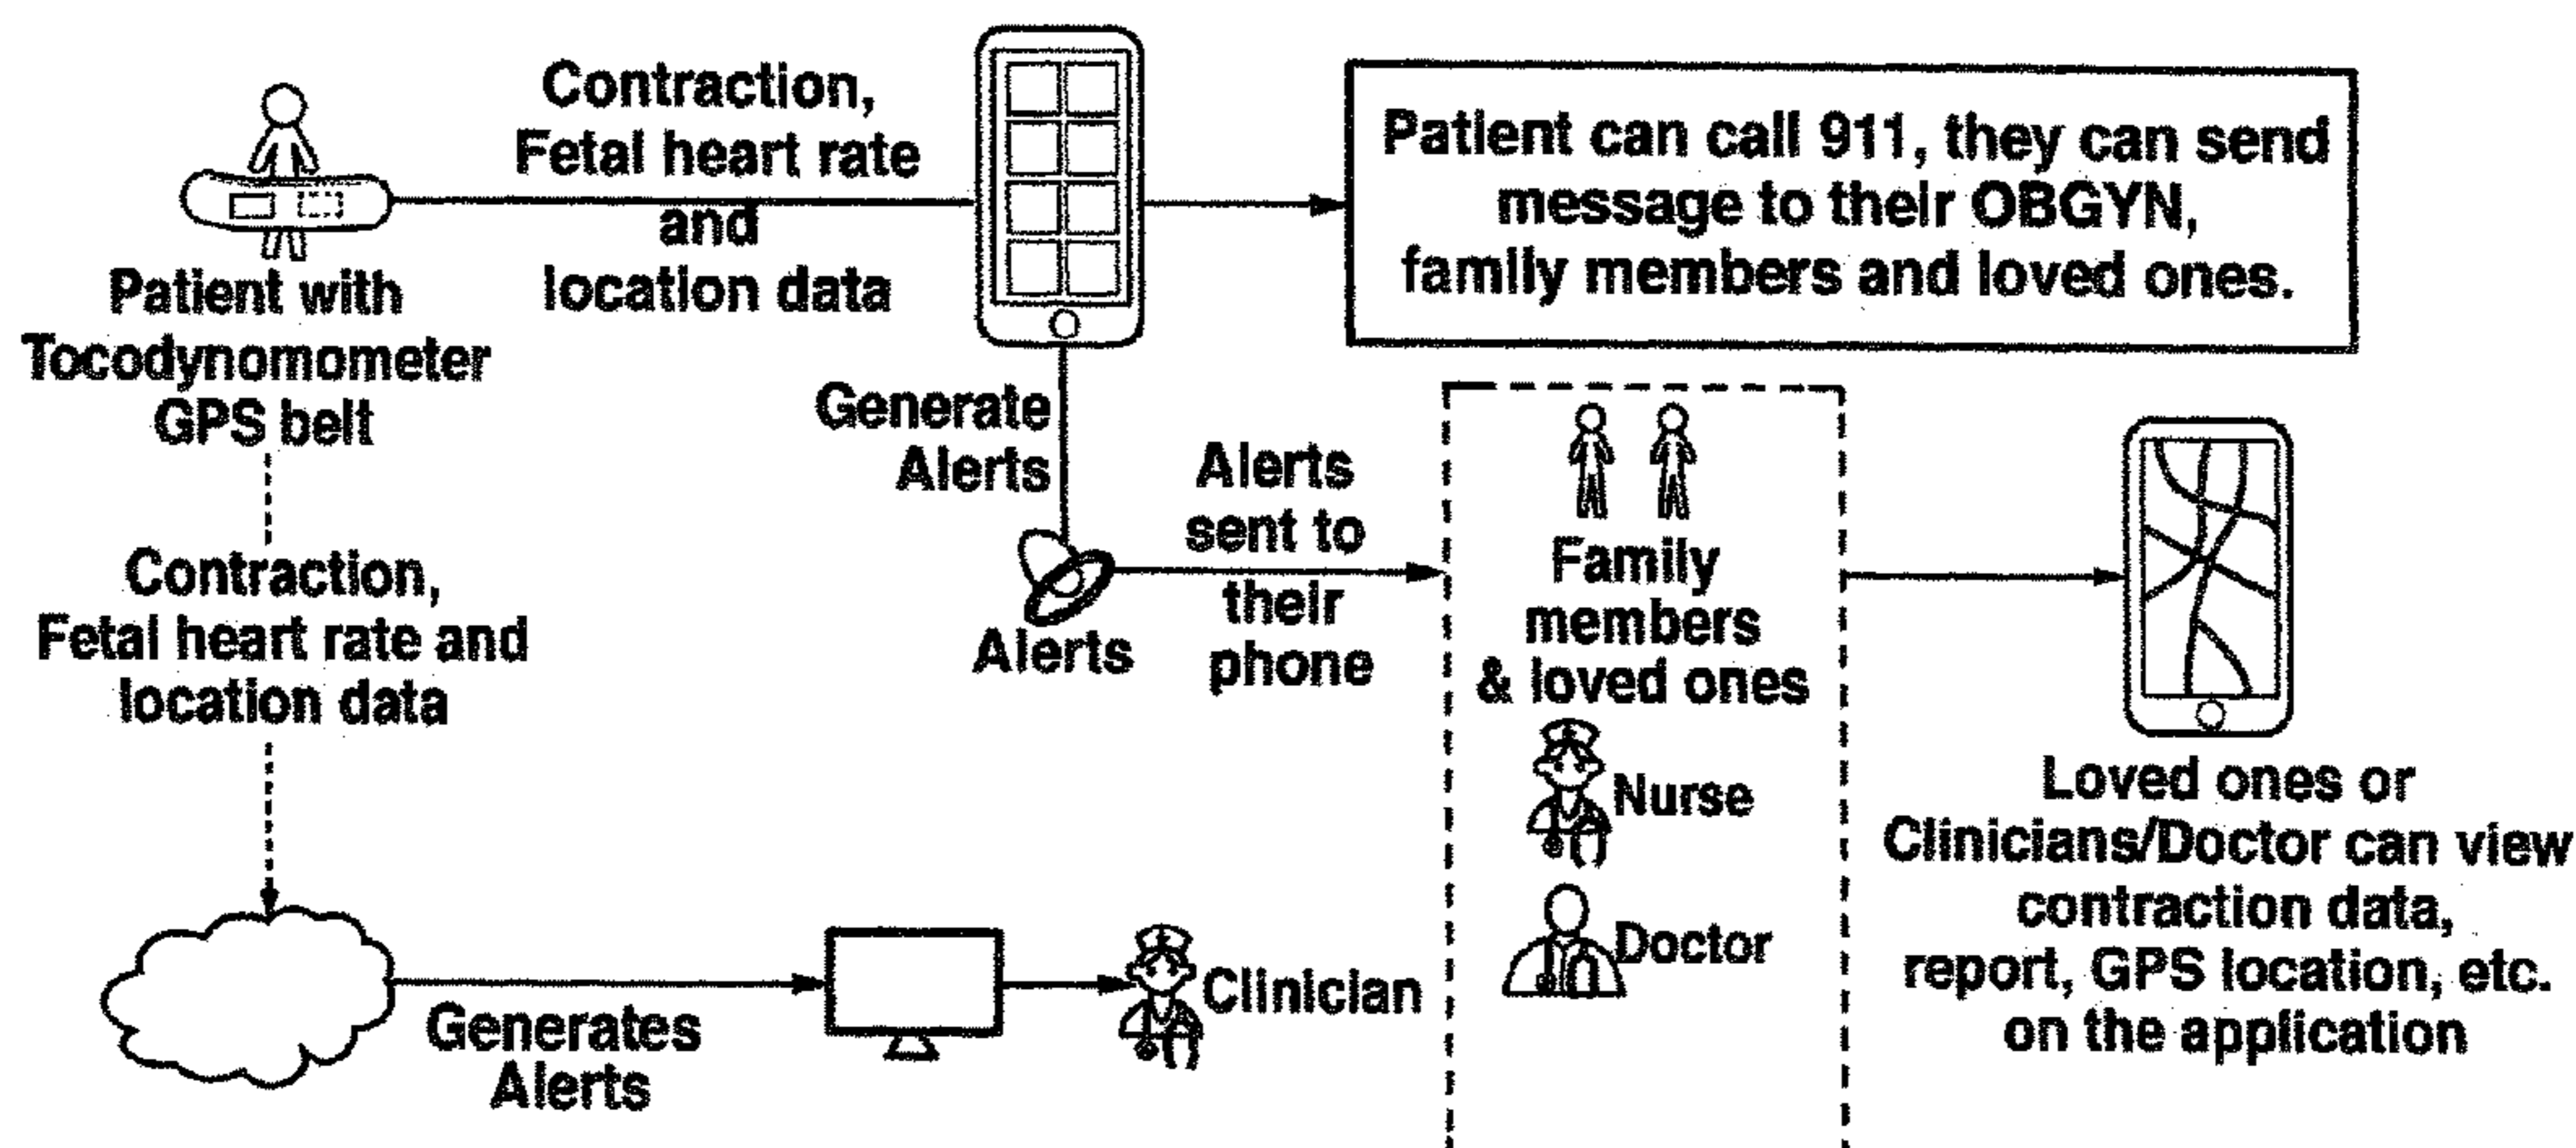 Contraction,
Fetal heart rate
and
location data
Patient can call 911, they can send
message to their OBGYN,
family members and loved ones.
Patient with
Tocodynomometer
GPS belt
Generate
Alerts
Alerts
Alerts
sent to
their
phone
Family
members
& loved ones
Nurse
Doctor
Loved ones or
Clinicians/Doctor can view
contraction data,
report, GPS location, etc.
on the application
Contraction,
Fetal heart rate and
location data
Generates
Alerts
Clinician